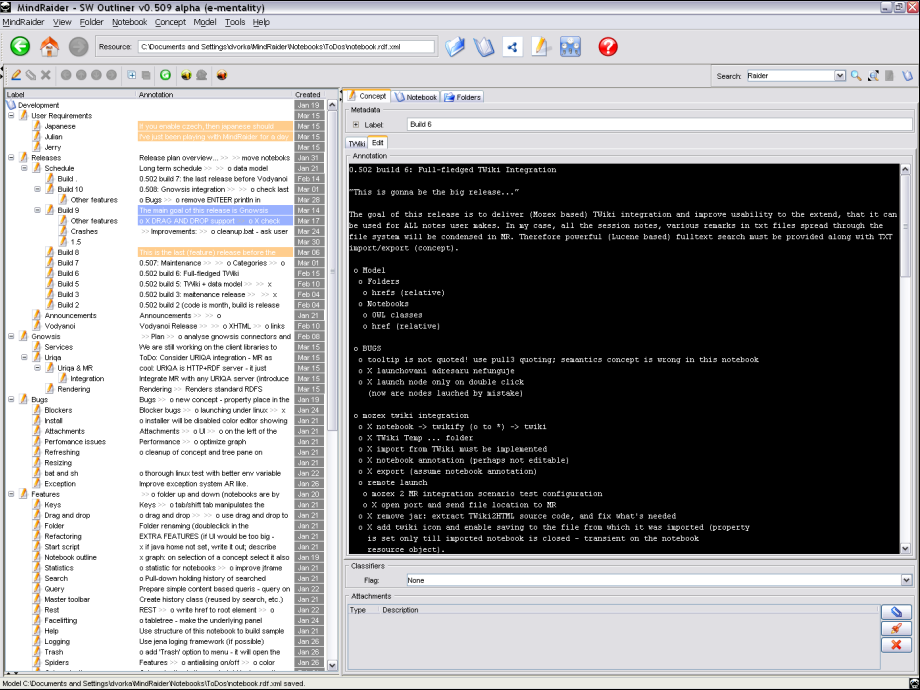 MindRaider - SW Outliner v0.509 alpha (e-mentality)
MindRaider View Folder Notebook Concept Model Tools Help
Resource: C:\Documents and Settings\dvorka\MindRaider\Notebooks\ToDos\notebook.rdf.xml
Search: Raider
Label Annotation Created
Development Jan 19
User Requirements Mar 15
Japanese If you enable czech, then japanese should Mar 15
Julian I've just been playing with MindRaider for a day Mar 15
Jerry Mar 15
Releases Release plan overview... >> >> move noteboks Jan 31
Schedule Long term schedule >> o data model Jan 21
Build . 0.502 build 7: the last release before Vodyanoi Feb 14
Build 10 0.508: Gnowsis integration >> o check last Mar 01
Other features o Bugs >> o remove ENTEER println in Mar 28
Build 9 The main goal of this release is Gnowsis Mar 14
Other features o X DRAG AND DROP support o X check Mar 17
Crashes >> Improvements: >> o cleanup.bat - ask user Mar 24
1.5 Mar 30
Build 8 This is the last (feature) release before the Mar 06
Build 7 0.507: Maintenance >> o Categories >> o Mar 01
Build 6 0.502 build 6: Full-fledged TWiki Feb 15
Build 5 0.502 build 5: TWiki + data model >> x Feb 10
Build 3 0.502 build 3: maitenance release >> x Feb 04
Build 2 0.502 build 2 (code is month, build is release Feb 04
Announcements Announcements >> >> o Jan 21
Vodyanoi Vodyanoi Release >> o XHTML >> o links Feb 10
Gnowsis >> Plan >> o analyse gnowsis connectors and Feb 08
Services We are still working on the client libraries to Mar 15
Uriqa ToDo: Consider URIQA integration - MR as Mar 15
Uriqa & MR cool: URIQA is HTTP+RDF server - it just Mar 15
Integration Integrate MR with any URIQA server (introduce Mar 15
Rendering Rendering >> Renders standard RDFS Mar 15
Bugs Bugs >> o new concept - property place in the Jan 19
Blockers Blocker bugs >> o launching under linux >> x Jan 24
Install o installer will be disabled color editor showing Jan 21
Attachments Attachments >> o UI >> o on the left of the Jan 21
Perfomance issues Performance >> o optimize graph Jan 21
Refreshing o cleanup of concept and tree pane on Jan 21
Resizing Jan 21
bat and sh o thorough linux test with better env variable Jan 22
Exception Improve exception system AR like. Jan 26
Features >> o folder up and down (notebooks are by Jan 20
Keys Keys >> o tab/shift tab manipulates the Jan 21
Drag and drop o drag and drop >> o use drag and drop to Jan 21
Folder Folder renaming (doubleclick in the Jan 21
Refactoring EXTRA FEATURES (if UI would be too big - Jan 21
Start script x if java home not set, write it out; describe Jan 21
Notebook outline x graph: on selection of a concept select it also Jan 19
Statistics o statistic for notebooks >> o improve jframe Jan 21
Search o Pull-down holding history of searched Jan 21
Query Prepare simple content based queris - query on Jan 22
Master toolbar Create history class (reused by search, etc.) Jan 21
Rest REST >> o write href to root element >> o Jan 22
Facelifting o tabletree - make the underlying panel Jan 24
Help Use structure of this notebook to build sample Jan 21
Logging Use jena loging framework (if possible) Jan 26
Trash o add 'Trash' option to menu - it will open the Jan 26
Spiders Features >> o antialising on/off >> o color Jan 26
Concept Notebook Folders
Metadata
Label: Build 6
TWiki Edit
Annotation
0.502 build 6: Full-fledged TWiki Integration
"This is gonna be the big release..."
The goal of this release is to deliver (Mozex based) TWiki integration and improve usability to the extend, that it can
be used for ALL notes user makes. In my case, all the session notes, various remarks in txt files spread through the
file system will be condensed in MR. Therefore powerful (Lucene based) fulltext search must be provided along with TXT
import/export (concept).
o Model
o Folders
o hrefs (relative)
o Notebooks
o OWL classes
o href (relative)
o BUGS
o tooltip is not quoted! use pull3 quoting; semantics concept is wrong in this notebook
o X launchovani adresaru nefunguje
o X launch node only on double click
(now are nodes lauched by mistake)
o mozex twiki integration
o X notebook -> twikify (o to *) -> twiki
o X TWiki Temp ... folder
o X import from TWiki must be implemented
o X notebook annotation (perhaps not editable)
o X export (assume notebook annotation)
o remote launch
o mozex 2 MR integration scenario test configuration
o X open port and send file location to MR
o X remove jar: extract TWiki2HTML source code, and fix what's needed
o X add twiki icon and enable saving to the file from which it was imported (property
is set only till imported notebook is closed - transient on the notebook
resource object).
Classifiers
Flag: None
Attachments
Type Description
Model C:\Documents and Settings\dvorka\MindRaider\Notebooks\ToDos\notebook.rdf.xml saved.